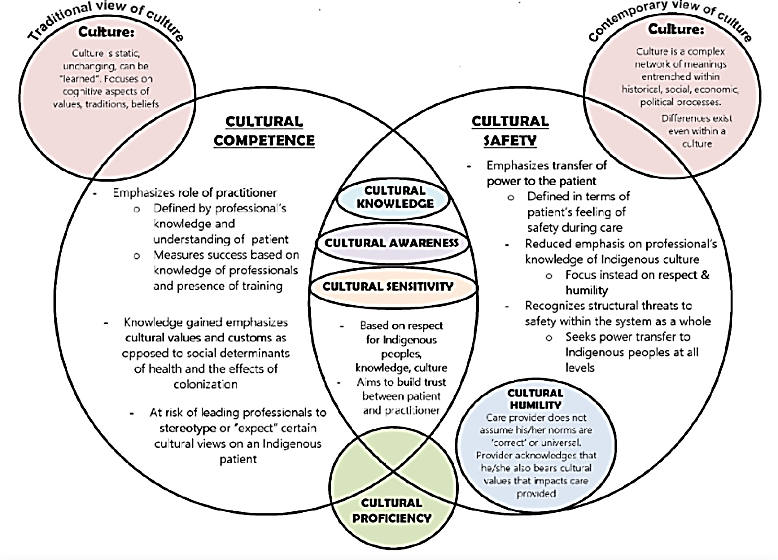 Traditional view of culture
Culture:
Culture is static,
unchanging, can be
"learned". Focuses on
cognitive aspects of
values, traditions, beliefs
Contemporary view of culture
Culture:
Culture is a complex
network of meanings
entrenched within
historical, social, economic,
political processes.
Differences exist
even within a
culture
CULTURAL
COMPETENCE
- Emphasizes role of practitioner
o Defined by professional's
knowledge and
understanding of patient
o Measures success based on
knowledge of professionals
and presence of training
- Knowledge gained emphasizes
cultural values and customs as
opposed to social determinants
of health and the effects of
colonization
- At risk of leading professionals to
stereotype or "expect" certain
cultural views on an Indigenous
patient
CULTURAL
KNOWLEDGE
CULTURAL AWARENESS
CULTURAL SENSITIVITY
- Based on respect
for Indigenous
peoples,
knowledge, culture
- Aims to build trust
between patient
and practitioner
CULTURAL
PROFICIENCY
CULTURAL
SAFETY
- Emphasizes transfer of
power to the patient
o Defined in terms of
patient's feeling of
safety during care
- Reduced emphasis on professional's
knowledge of Indigenous culture
o Focus instead on respect &
humility
- Recognizes structural threats to
safety within the system as a whole
o Seeks power transfer to
Indigenous peoples at all
levels
CULTURAL
HUMILITY
Care provider does not
assume his/her norms are
'correct' or universal.
Provider acknowledges that
he/she also bears cultural
values that impacts care
provided